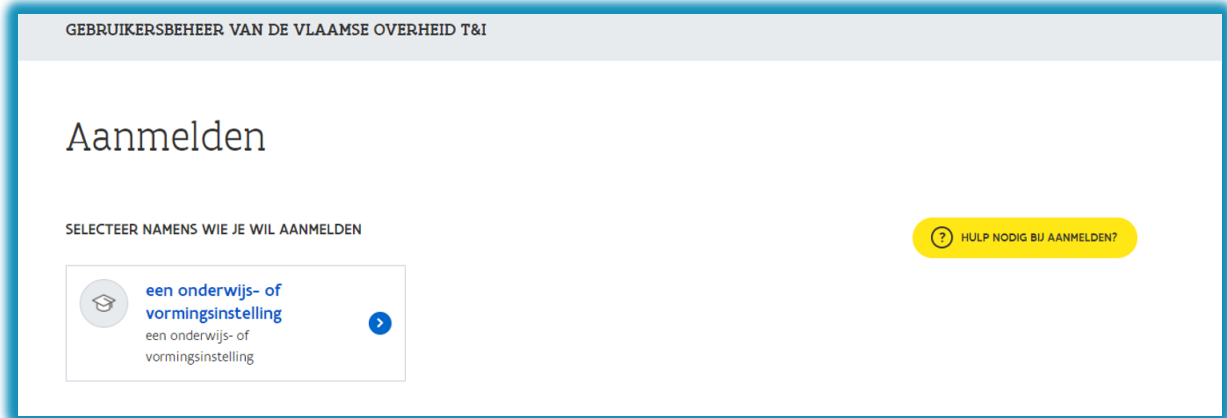 GEBRUIKERSBEHEER VAN DE VLAAMSE OVERHEID T&I
Aanmelden
SELECTEER NAMENS WIE JE WIL AANMELDEN
? HULP NODIG BIJ AANMELDEN?
een onderwijs- of
vormingsinstelling
een onderwijs- of
vormingsinstelling